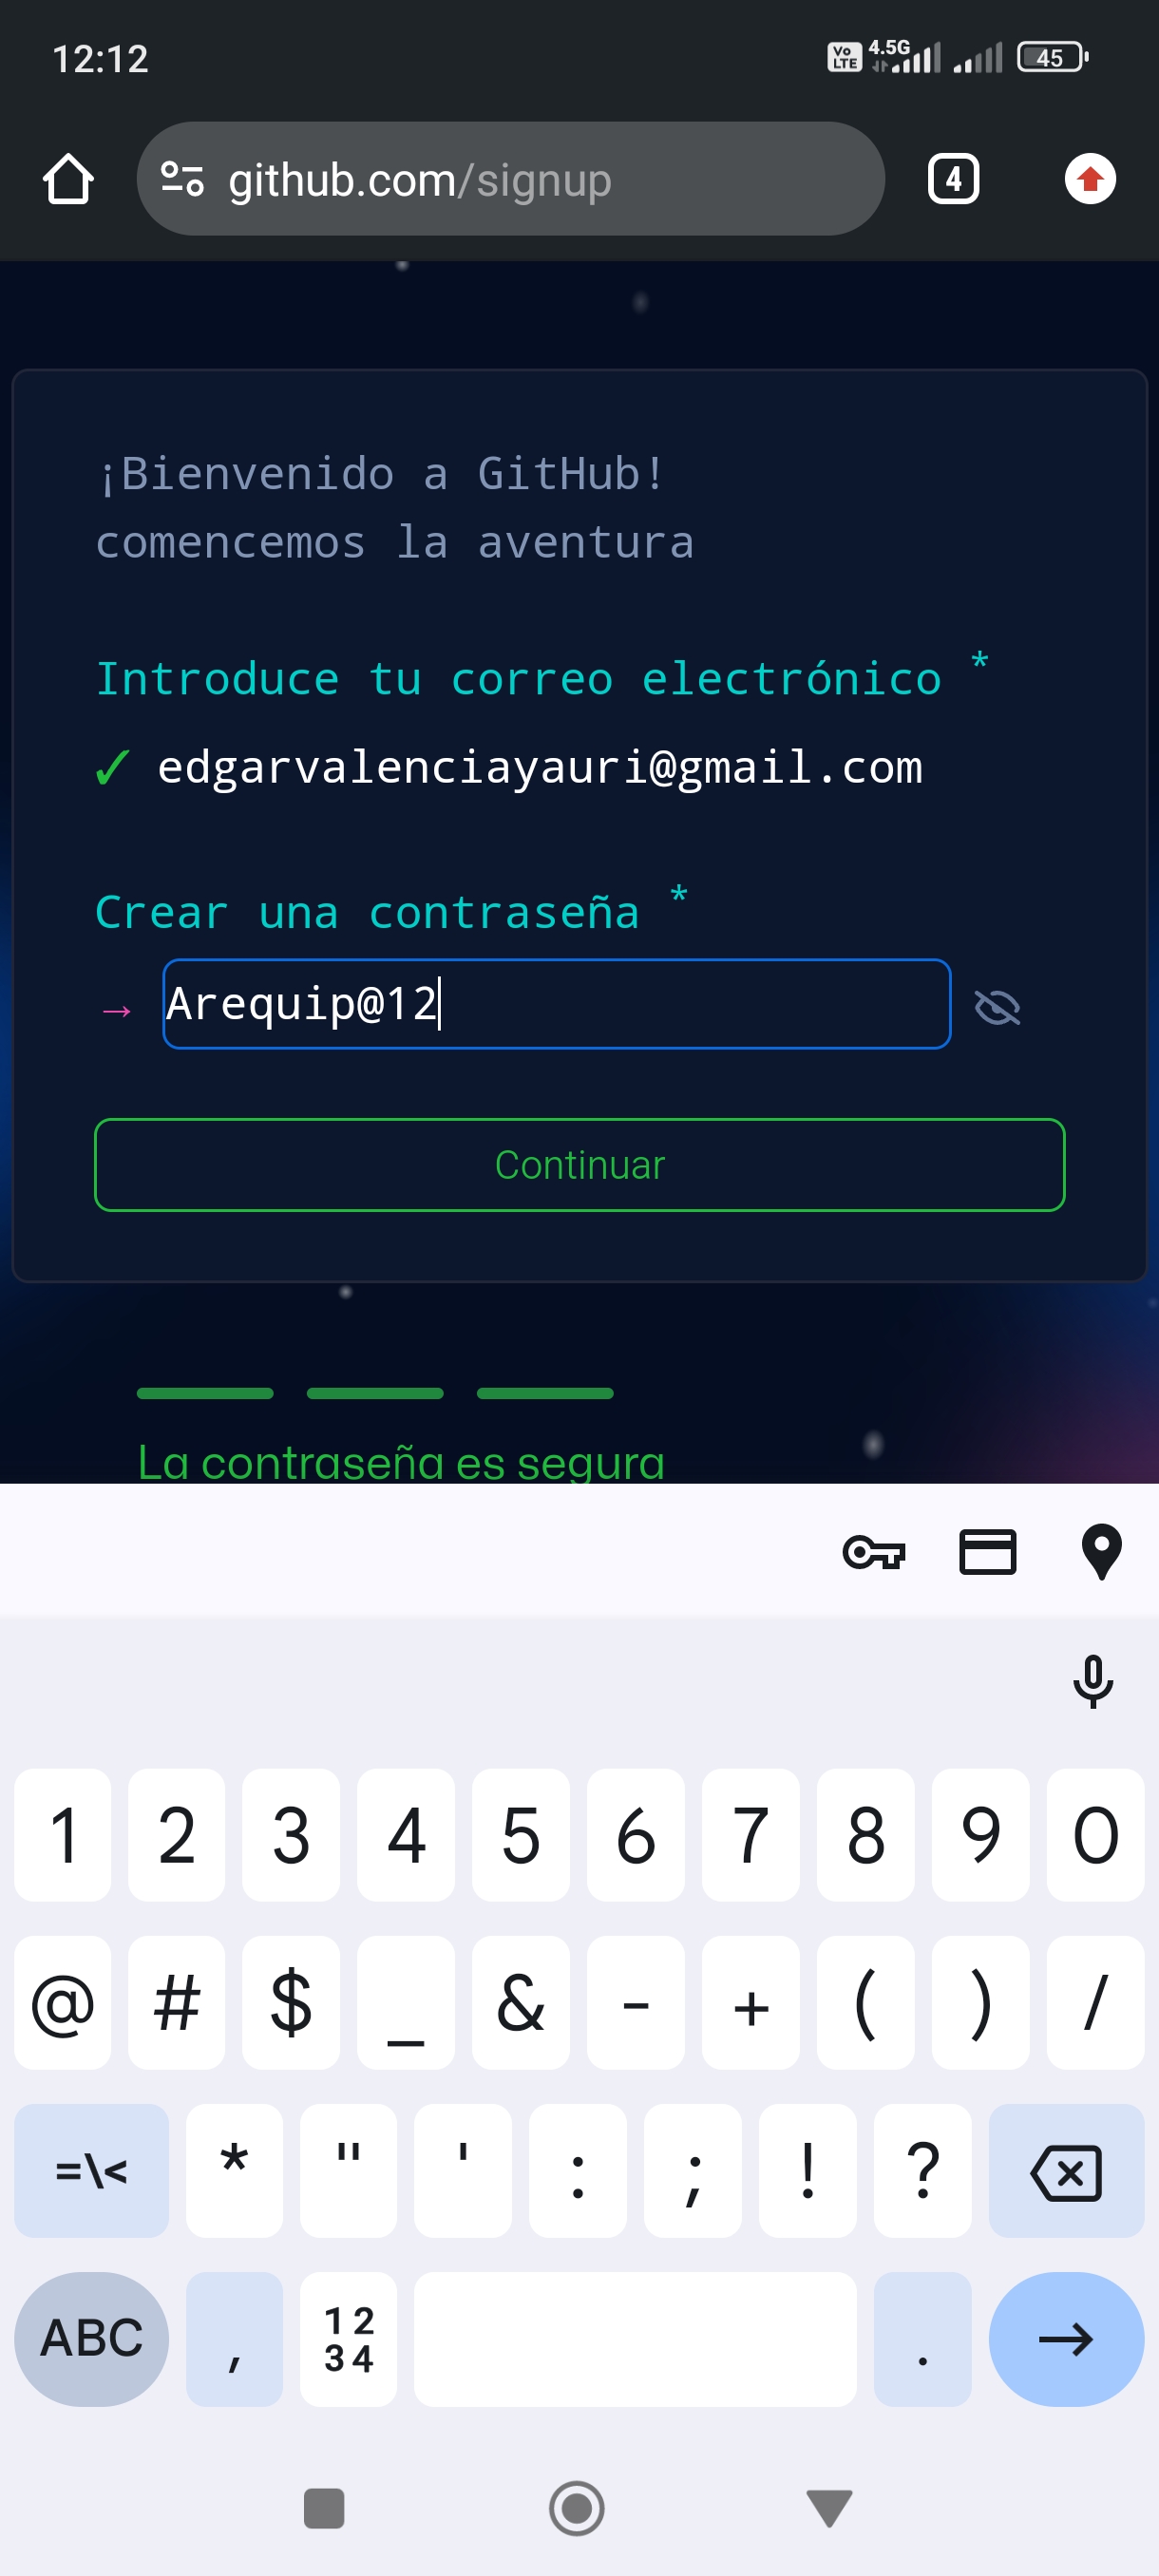 12:12
Vo LTE 4.5G 45
github.com/signup
4
¡Bienvenido a GitHub!
comencemos la aventura
Introduce tu correo electrónico *
✓ edgarvalenciayauri@gmail.com
Crear una contraseña *
→ Arequip@12
Continuar
La contraseña es segura
1 2 3 4 5 6 7 8 9 0
@ # $ _ & - + ( ) /
=\< * " ' : ; ! ?
ABC , 12 34 . →